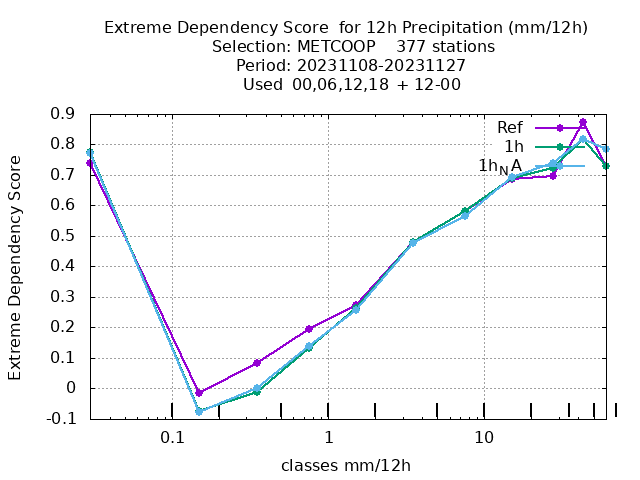 Extreme Dependency Score  for 12h Precipitation (mm/12h)
Selection: METCOOP    377 stations
Period: 20231108-20231127
Used  00,06,12,18  + 12-00
Extreme Dependency Score
0.9
0.8
0.7
0.6
0.5
0.4
0.3
0.2
0.1
0
-0.1
Ref
1h
1h_NA
0.1 1 10
classes mm/12h